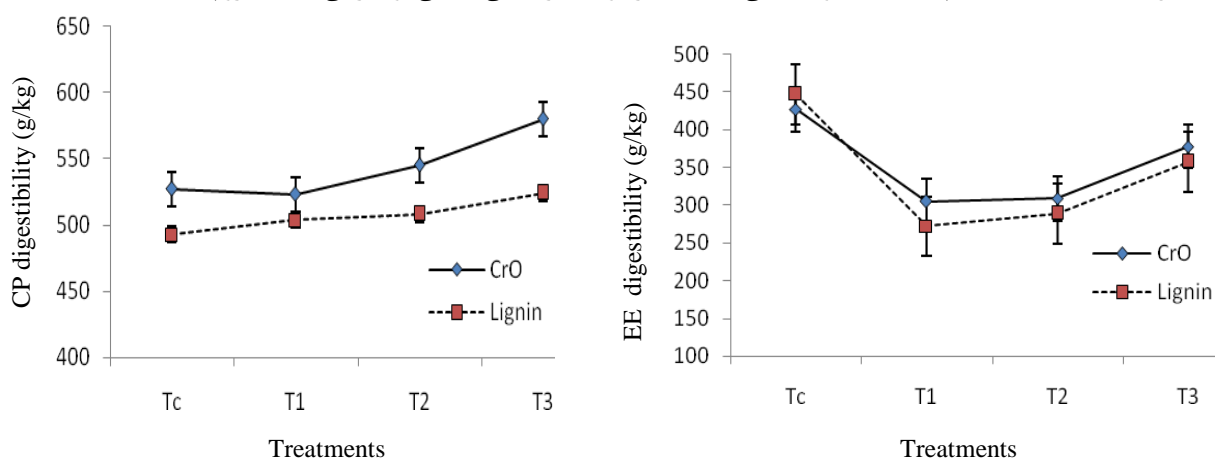 650
600
550
500
450
400
CP digestibility (g/kg)
CrO
Lignin
Tc T1 T2 T3
Treatments
500
450
400
350
300
250
200
150
100
EE digestibility (g/kg)
CrO
Lignin
Tc T1 T2 T3
Treatments